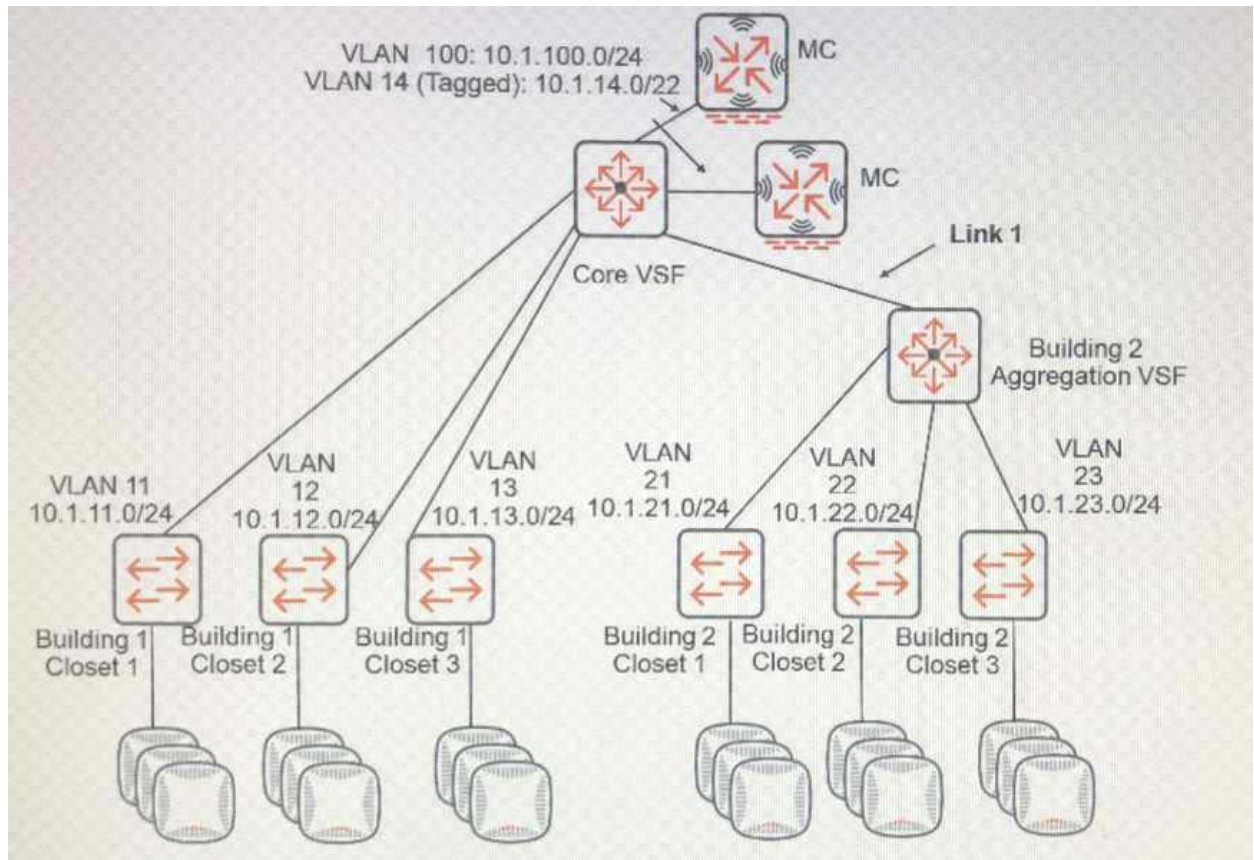 VLAN 100: 10.1.100.0/24
VLAN 14 (Tagged): 10.1.14.0/22
MC
MC
Link 1
Core VSF
Building 2
Aggregation VSF
VLAN 11
10.1.11.0/24
VLAN
12
10.1.12.0/24
VLAN
13
10.1.13.0/24
VLAN
21
10.1.21.0/24
VLAN
22
10.1.22.0/24
VLAN
23
10.1.23.0/24
Building 1
Closet 1
Building 1
Closet 2
Building 1
Closet 3
Building 2
Closet 1
Building 2
Closet 2
Building 2
Closet 3